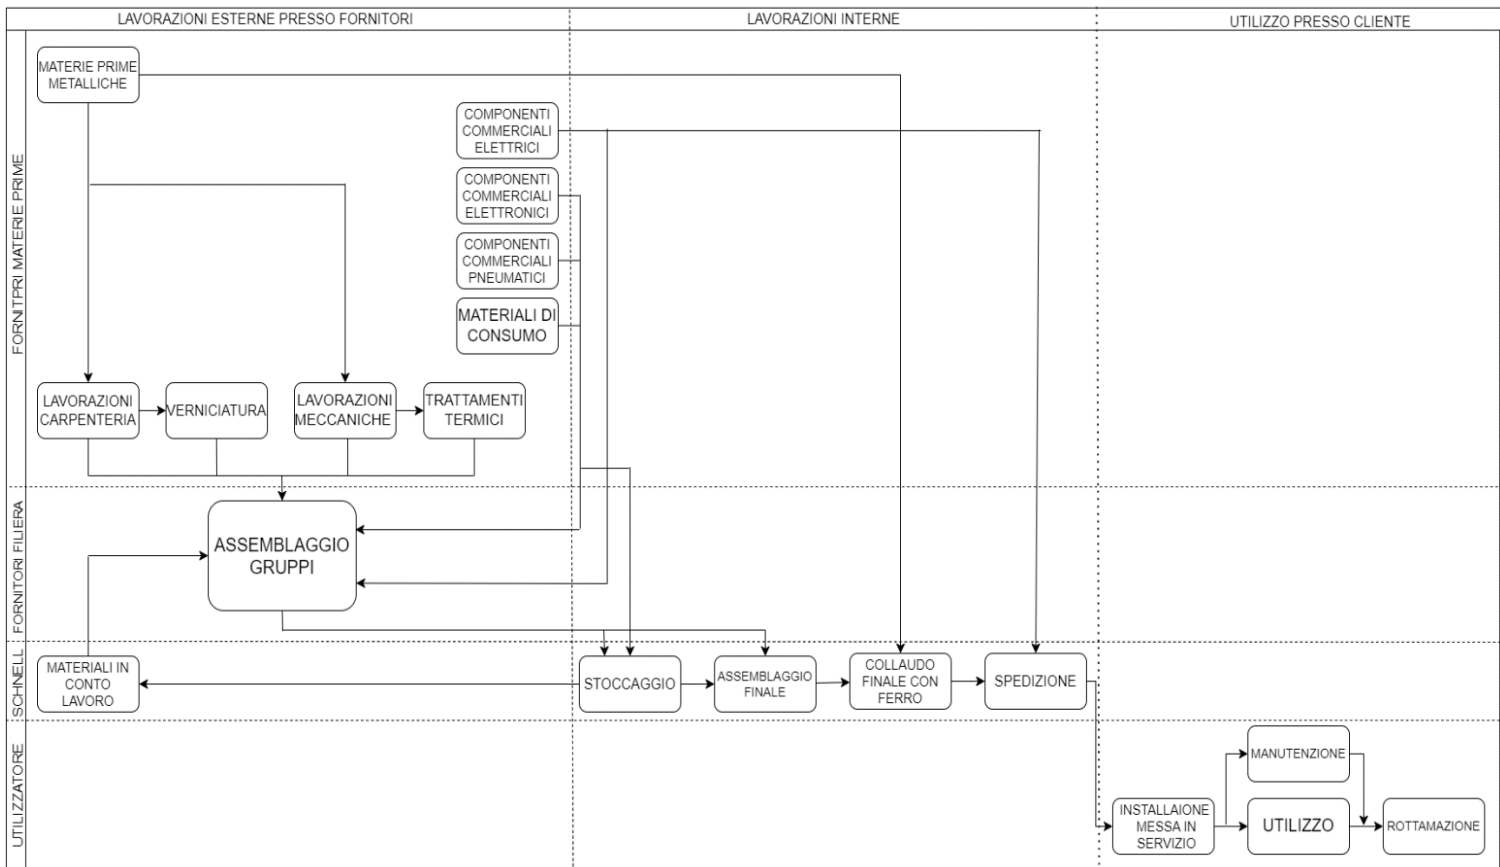 LAVORAZIONI ESTERNE PRESSO FORNITORI
LAVORAZIONI INTERNE
UTILIZZO PRESSO CLIENTE
FORNITPRI MATERIE PRIME
MATERIE PRIME
METALLICHE
COMPONENTI
COMMERCIALI
ELETTRICI
COMPONENTI
COMMERCIALI
ELETTRONICI
COMPONENTI
COMMERCIALI
PNEUMATICI
MATERIALI DI
CONSUMO
LAVORAZIONI
CARPENTERIA
VERNICIATURA
LAVORAZIONI
MECCANICHE
TRATTAMENTI
TERMICI
FORNITORI FILIERA
ASSEMBLAGGIO
GRUPPI
SCHNELL
MATERIALI IN
CONTO
LAVORO
STOCCAGGIO
ASSEMBLAGGIO
FINALE
COLLAUDO
FINALE CON
FERRO
SPEDIZIONE
UTILIZZATORE
MANUTENZIONE
INSTALLAIONE
MESSA IN
SERVIZIO
UTILIZZO
ROTTAMAZIONE